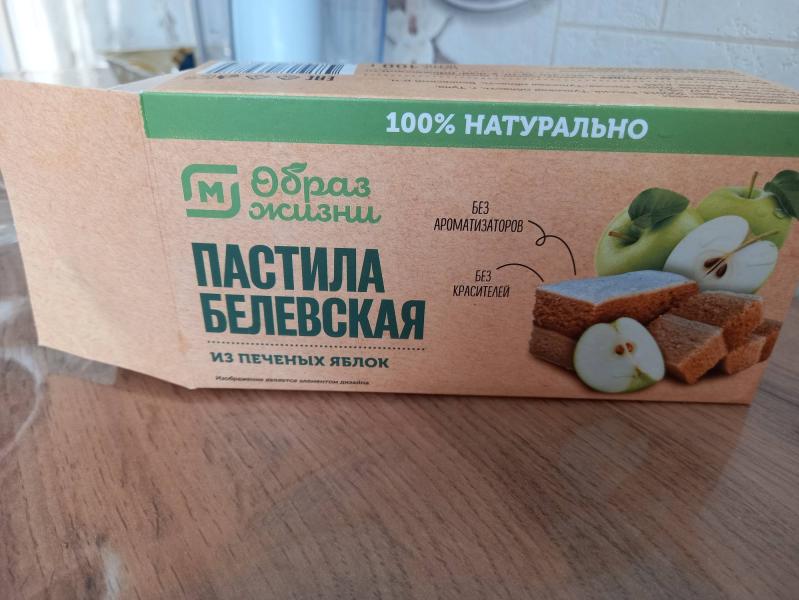 100% НАТУРАЛЬНО
М
Образ
жизни
БЕЗ
АРОМАТИЗАТОРОВ
ПАСТИЛА
БЕЛЕВСКАЯ
БЕЗ
КРАСИТЕЛЕЙ
ИЗ ПЕЧЕНЫХ ЯБЛОК
Изображение является элементом дизайна